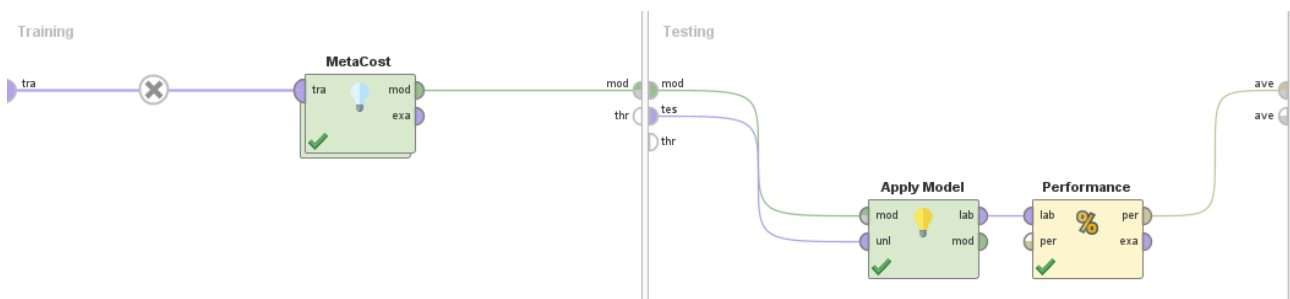 Training
tra
MetaCost
tra
mod
exa
mod
thr
Testing
mod
tes
thr
Apply Model
mod
lab
unl
mod
Performance
%
lab
per
per
exa
ave
ave